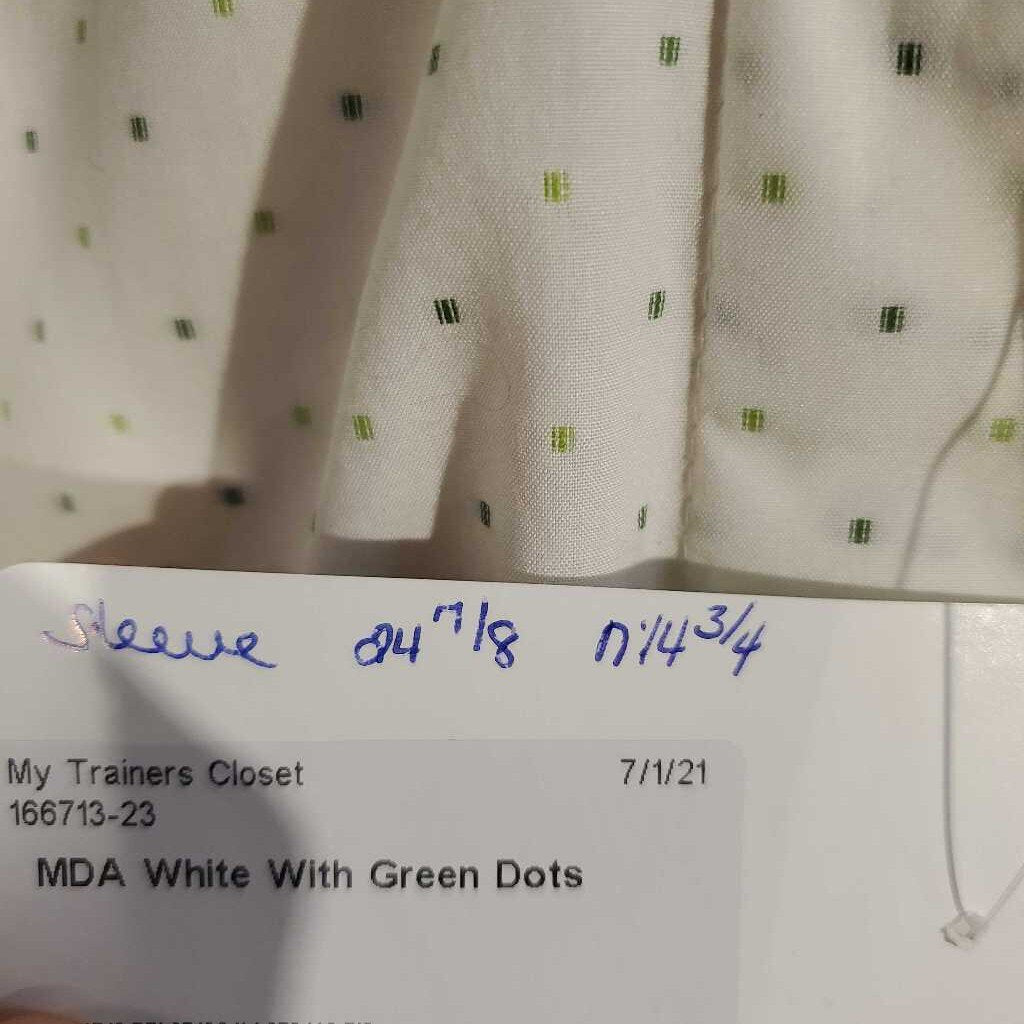 sleeve 24 7/8 n:14 3/4
My Trainers Closet 7/1/21
166713-23
MDA White With Green Dots